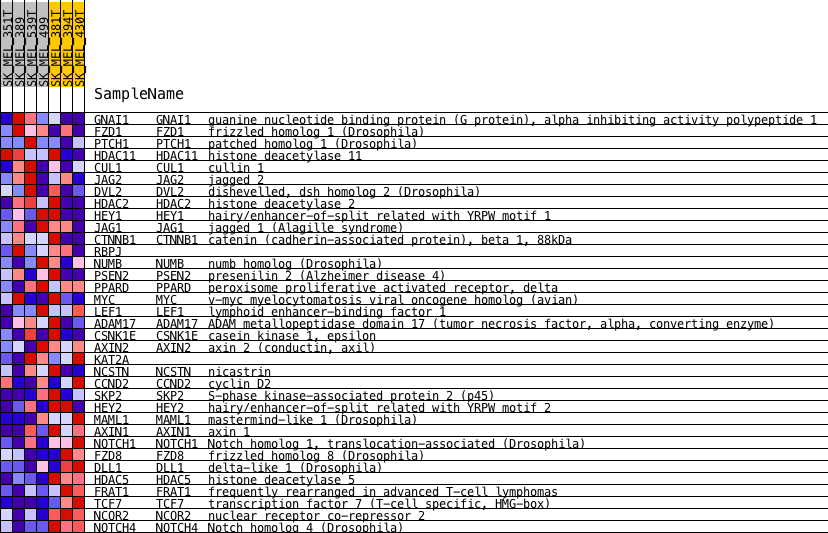 SK_MEL_351T
SK_MEL_389
SK_MEL_539T
SK_MEL_499
SK_MEL_381T
SK_MEL_394T
SK_MEL_430T
SampleName
GNAI1 GNAI1 guanine nucleotide binding protein (G protein), alpha inhibiting activity polypeptide 1
FZD1 FZD1 frizzled homolog 1 (Drosophila)
PTCH1 PTCH1 patched homolog 1 (Drosophila)
HDAC11 HDAC11 histone deacetylase 11
CUL1 CUL1 cullin 1
JAG2 JAG2 jagged 2
DVL2 DVL2 dishevelled, dsh homolog 2 (Drosophila)
HDAC2 HDAC2 histone deacetylase 2
HEY1 HEY1 hairy/enhancer-of-split related with YRPW motif 1
JAG1 JAG1 jagged 1 (Alagille syndrome)
CTNNB1 CTNNB1 catenin (cadherin-associated protein), beta 1, 88kDa
RBPJ
NUMB NUMB numb homolog (Drosophila)
PSEN2 PSEN2 presenilin 2 (Alzheimer disease 4)
PPARD PPARD peroxisome proliferative activated receptor, delta
MYC MYC v-myc myelocytomatosis viral oncogene homolog (avian)
LEF1 LEF1 lymphoid enhancer-binding factor 1
ADAM17 ADAM17 ADAM metallopeptidase domain 17 (tumor necrosis factor, alpha, converting enzyme)
CSNK1E CSNK1E casein kinase 1, epsilon
AXIN2 AXIN2 axin 2 (conductin, axil)
KAT2A
NCSTN NCSTN nicastrin
CCND2 CCND2 cyclin D2
SKP2 SKP2 S-phase kinase-associated protein 2 (p45)
HEY2 HEY2 hairy/enhancer-of-split related with YRPW motif 2
MAML1 MAML1 mastermind-like 1 (Drosophila)
AXIN1 AXIN1 axin 1
NOTCH1 NOTCH1 Notch homolog 1, translocation-associated (Drosophila)
FZD8 FZD8 frizzled homolog 8 (Drosophila)
DLL1 DLL1 delta-like 1 (Drosophila)
HDAC5 HDAC5 histone deacetylase 5
FRAT1 FRAT1 frequently rearranged in advanced T-cell lymphomas
TCF7 TCF7 transcription factor 7 (T-cell specific, HMG-box)
NCOR2 NCOR2 nuclear receptor co-repressor 2
NOTCH4 NOTCH4 Notch homolog 4 (Drosophila)